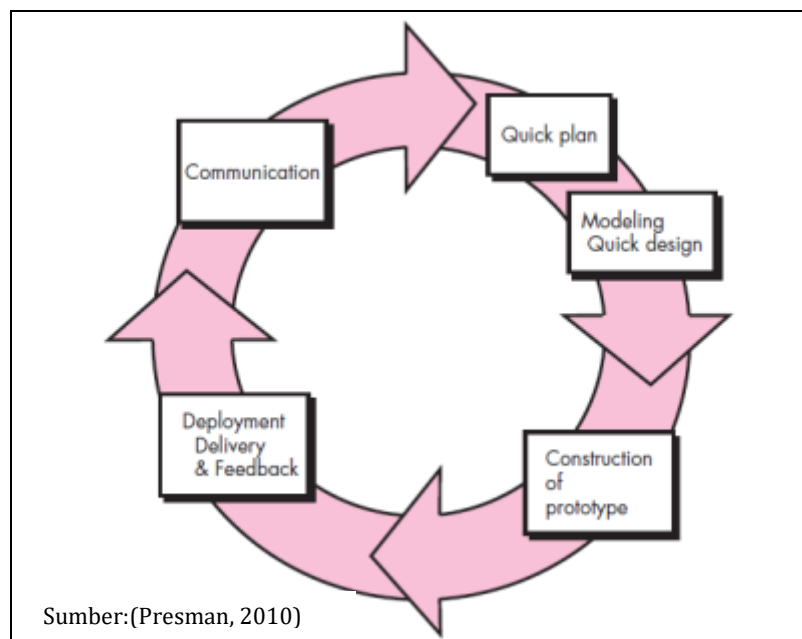 Communication
Quick plan
Modeling
Quick design
Construction
of
prototype
Deployment
Delivery
& Feedback
Sumber:(Presman, 2010)